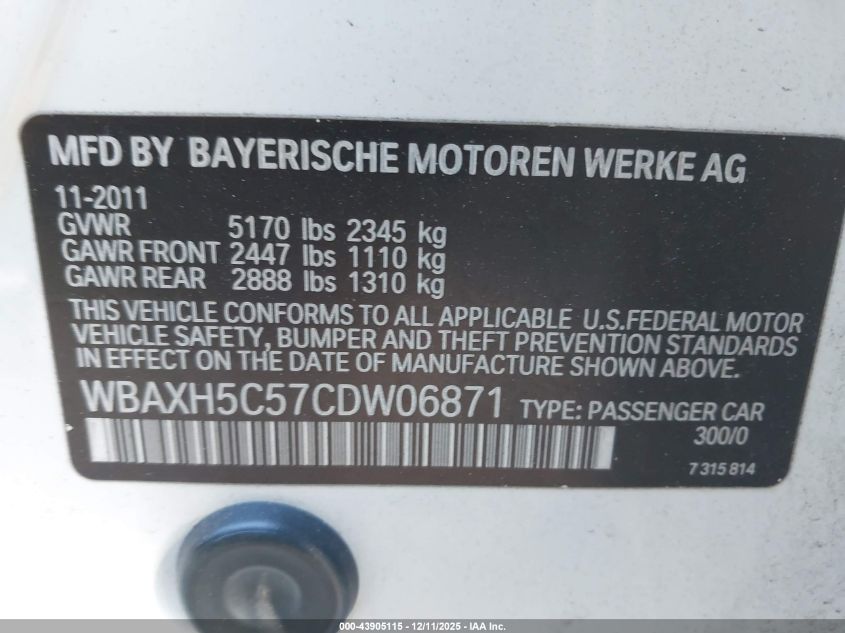 MFD BY BAYERISCHE MOTOREN WERKE AG
11-2011
GVWR 5170 lbs 2345 kg
GAWR FRONT 2447 lbs 1110 kg
GAWR REAR 2888 lbs 1310 kg
THIS VEHICLE CONFORMS TO ALL APPLICABLE U.S.FEDERAL MOTOR
VEHICLE SAFETY, BUMPER AND THEFT PREVENTION STANDARDS
IN EFFECT ON THE DATE OF MANUFACTURE SHOWN ABOVE.
WBAXH5C57CDW06871 TYPE: PASSENGER CAR
300/0
7 315 814
000-43905115 - 12/11/2025 - IAA Inc.